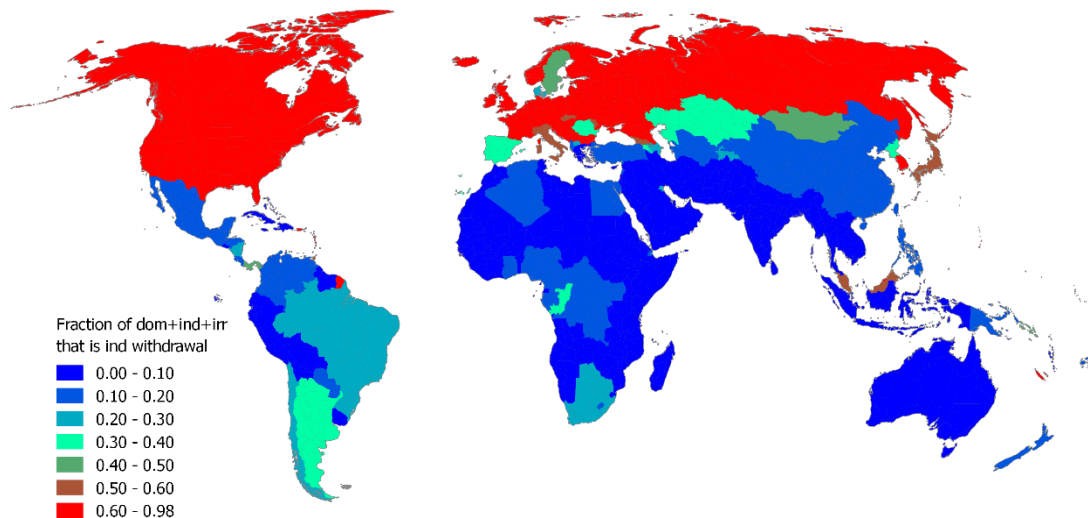 Fraction of dom+ind+irr
that is ind withdrawal
0.00 - 0.10
0.10 - 0.20
0.20 - 0.30
0.30 - 0.40
0.40 - 0.50
0.50 - 0.60
0.60 - 0.98